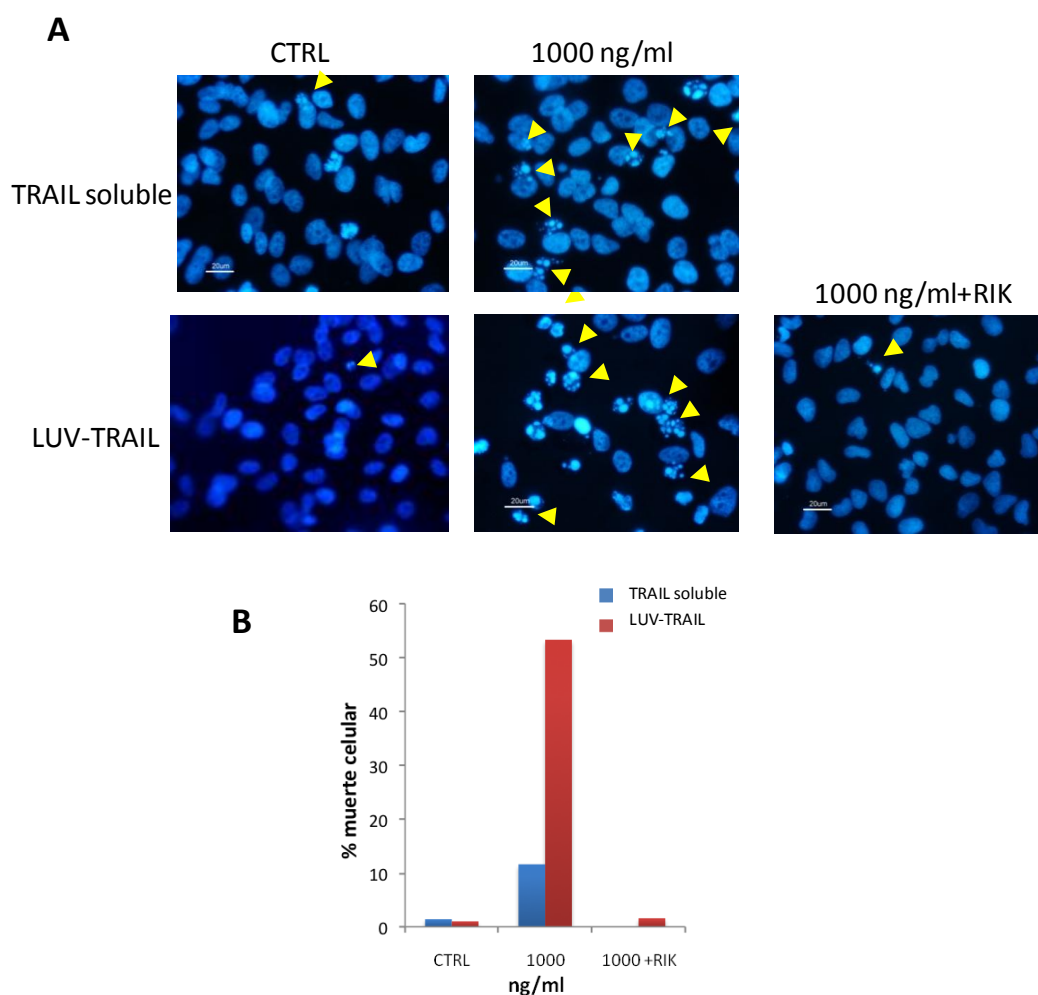 A
CTRL
1000 ng/ml
TRAIL soluble
20um
20um
1000 ng/ml+RIK
LUV-TRAIL
20um
20um
B
TRAIL soluble
LUV-TRAIL
% muerte celular
60
50
40
30
20
10
0
CTRL
1000
1000 +RIK
ng/ml